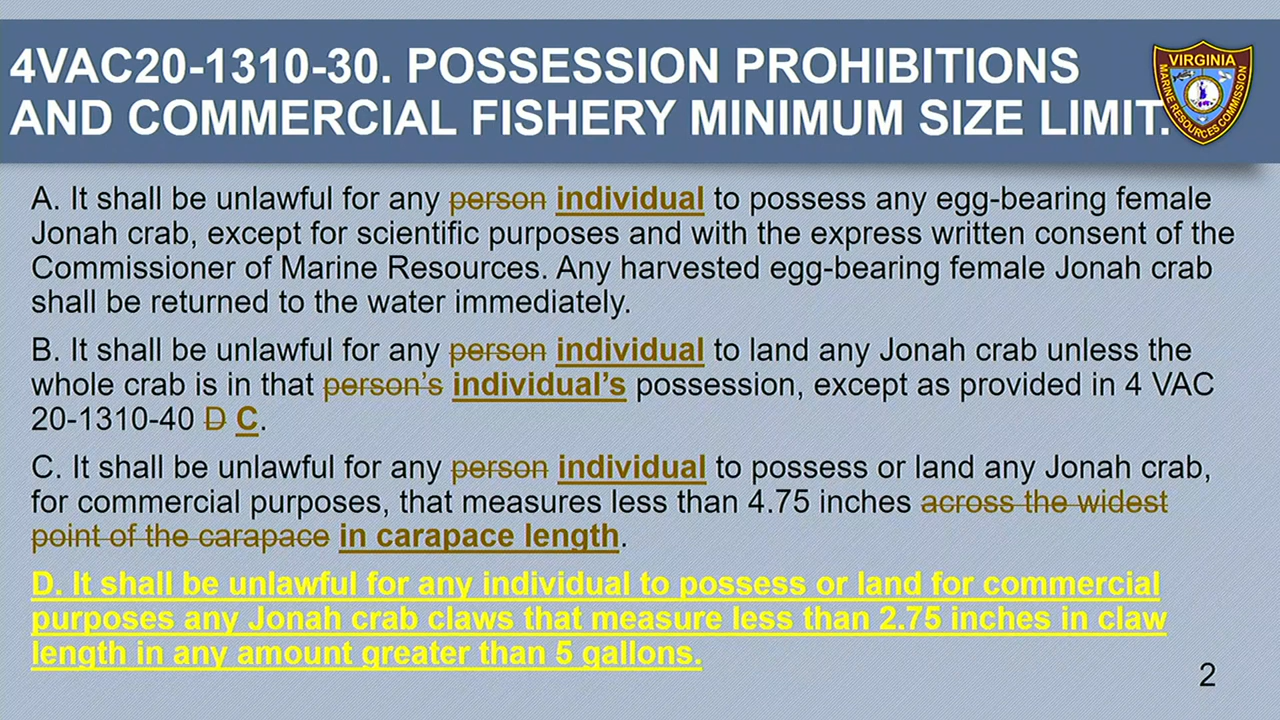 4VAC20-1310-30. POSSESSION PROHIBITIONS
AND COMMERCIAL FISHERY MINIMUM SIZE LIMIT.
VIRGINIA
MARINE RESOURCES COMMISSION
A. It shall be unlawful for any person individual to possess any egg-bearing female
Jonah crab, except for scientific purposes and with the express written consent of the
Commissioner of Marine Resources. Any harvested egg-bearing female Jonah crab
shall be returned to the water immediately.
B. It shall be unlawful for any person individual to land any Jonah crab unless the
whole crab is in that person’s individual’s possession, except as provided in 4 VAC
20-1310-40 D C.
C. It shall be unlawful for any person individual to possess or land any Jonah crab,
for commercial purposes, that measures less than 4.75 inches across the widest
point of the carapace in carapace length.
D. It shall be unlawful for any individual to possess or land for commercial
purposes any Jonah crab claws that measure less than 2.75 inches in claw
length in any amount greater than 5 gallons.
2